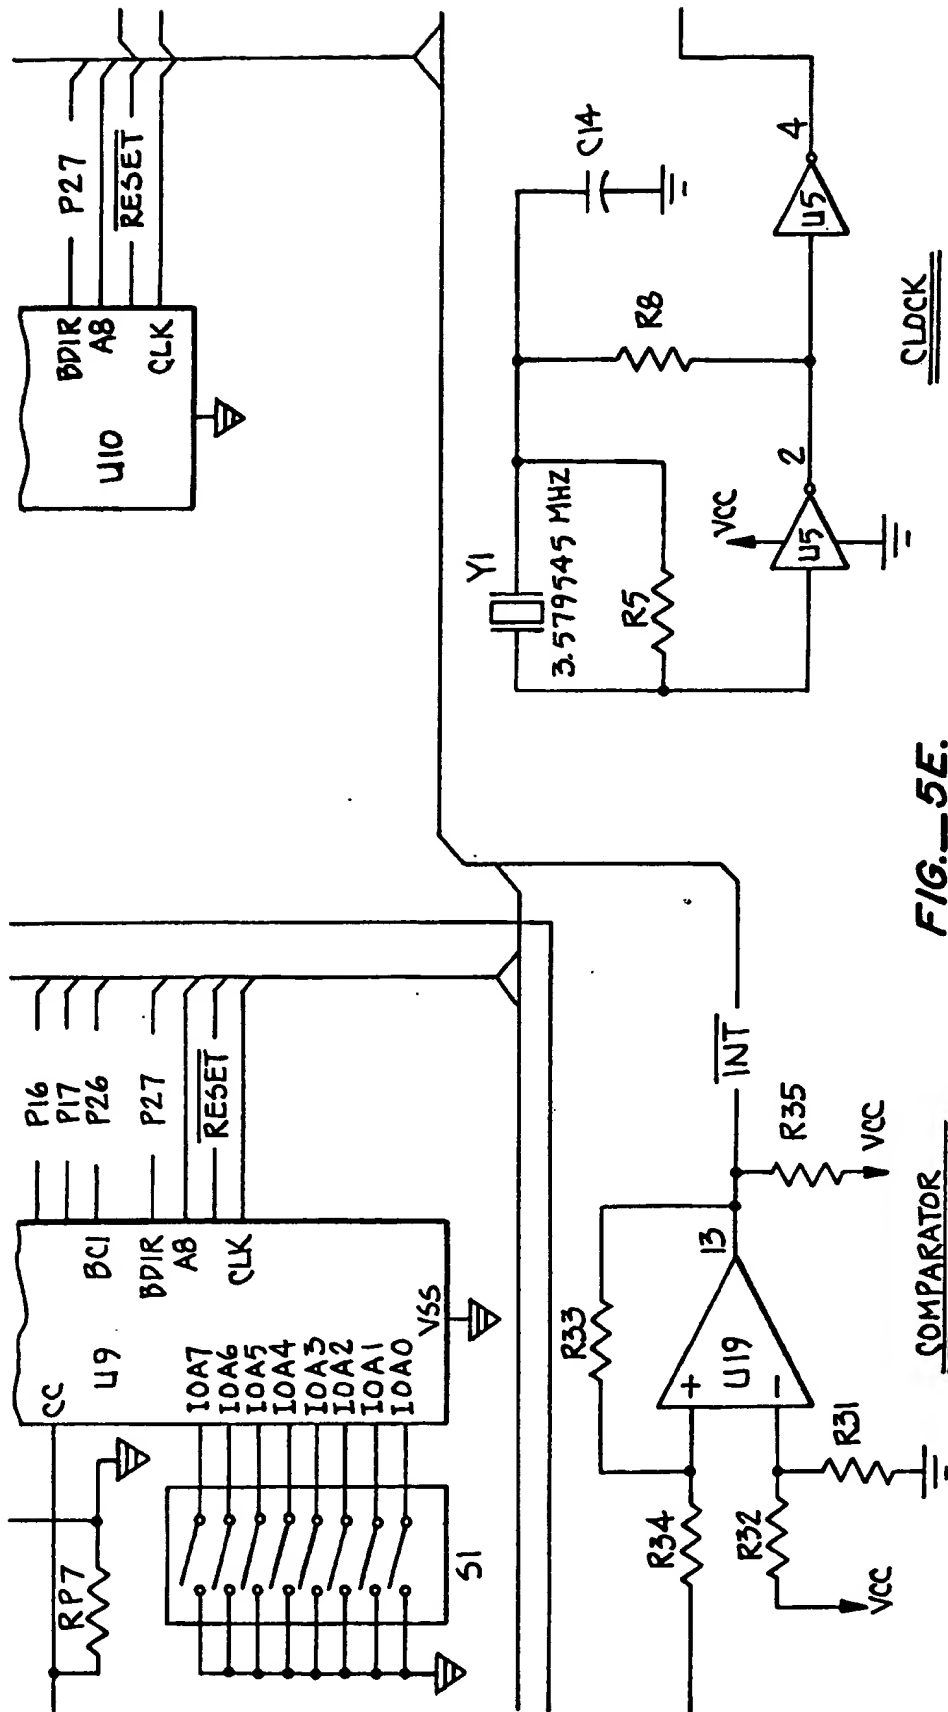 BDIR
P27
A8
RESET
CLK
U10
C14
Y1
3.579545 MHZ
R8
R5
VCC
U5
2
U5
4
CLOCK
CC
U9
P16
P17
BC1
P26
BDIR
P27
A8
RESET
CLK
IOA7
IOA6
IOA5
IOA4
IOA3
IOA2
IOA1
IOA0
VSS
RP7
S1
R33
R34
R32
VCC
R31
+
-
U19
13
INT
R35
VCC
COMPARATOR
FIG._5E.